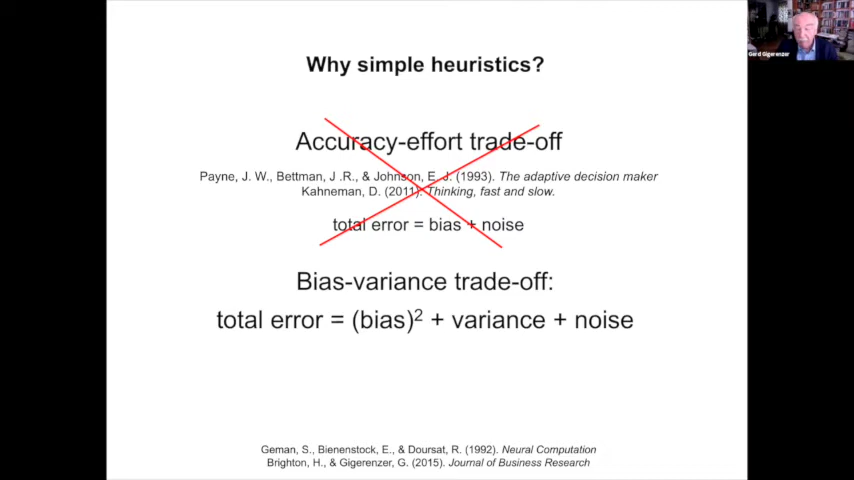 Why simple heuristics?
Gerd Gigerenzer
Accuracy-effort trade-off
Payne, J. W., Bettman, J .R., & Johnson, E. J. (1993). The adaptive decision maker
Kahneman, D. (2011). Thinking, fast and slow.
total error = bias + noise
Bias-variance trade-off:
total error = (bias)² + variance + noise
Geman, S., Bienenstock, E., & Doursat, R. (1992). Neural Computation
Brighton, H., & Gigerenzer, G. (2015). Journal of Business Research